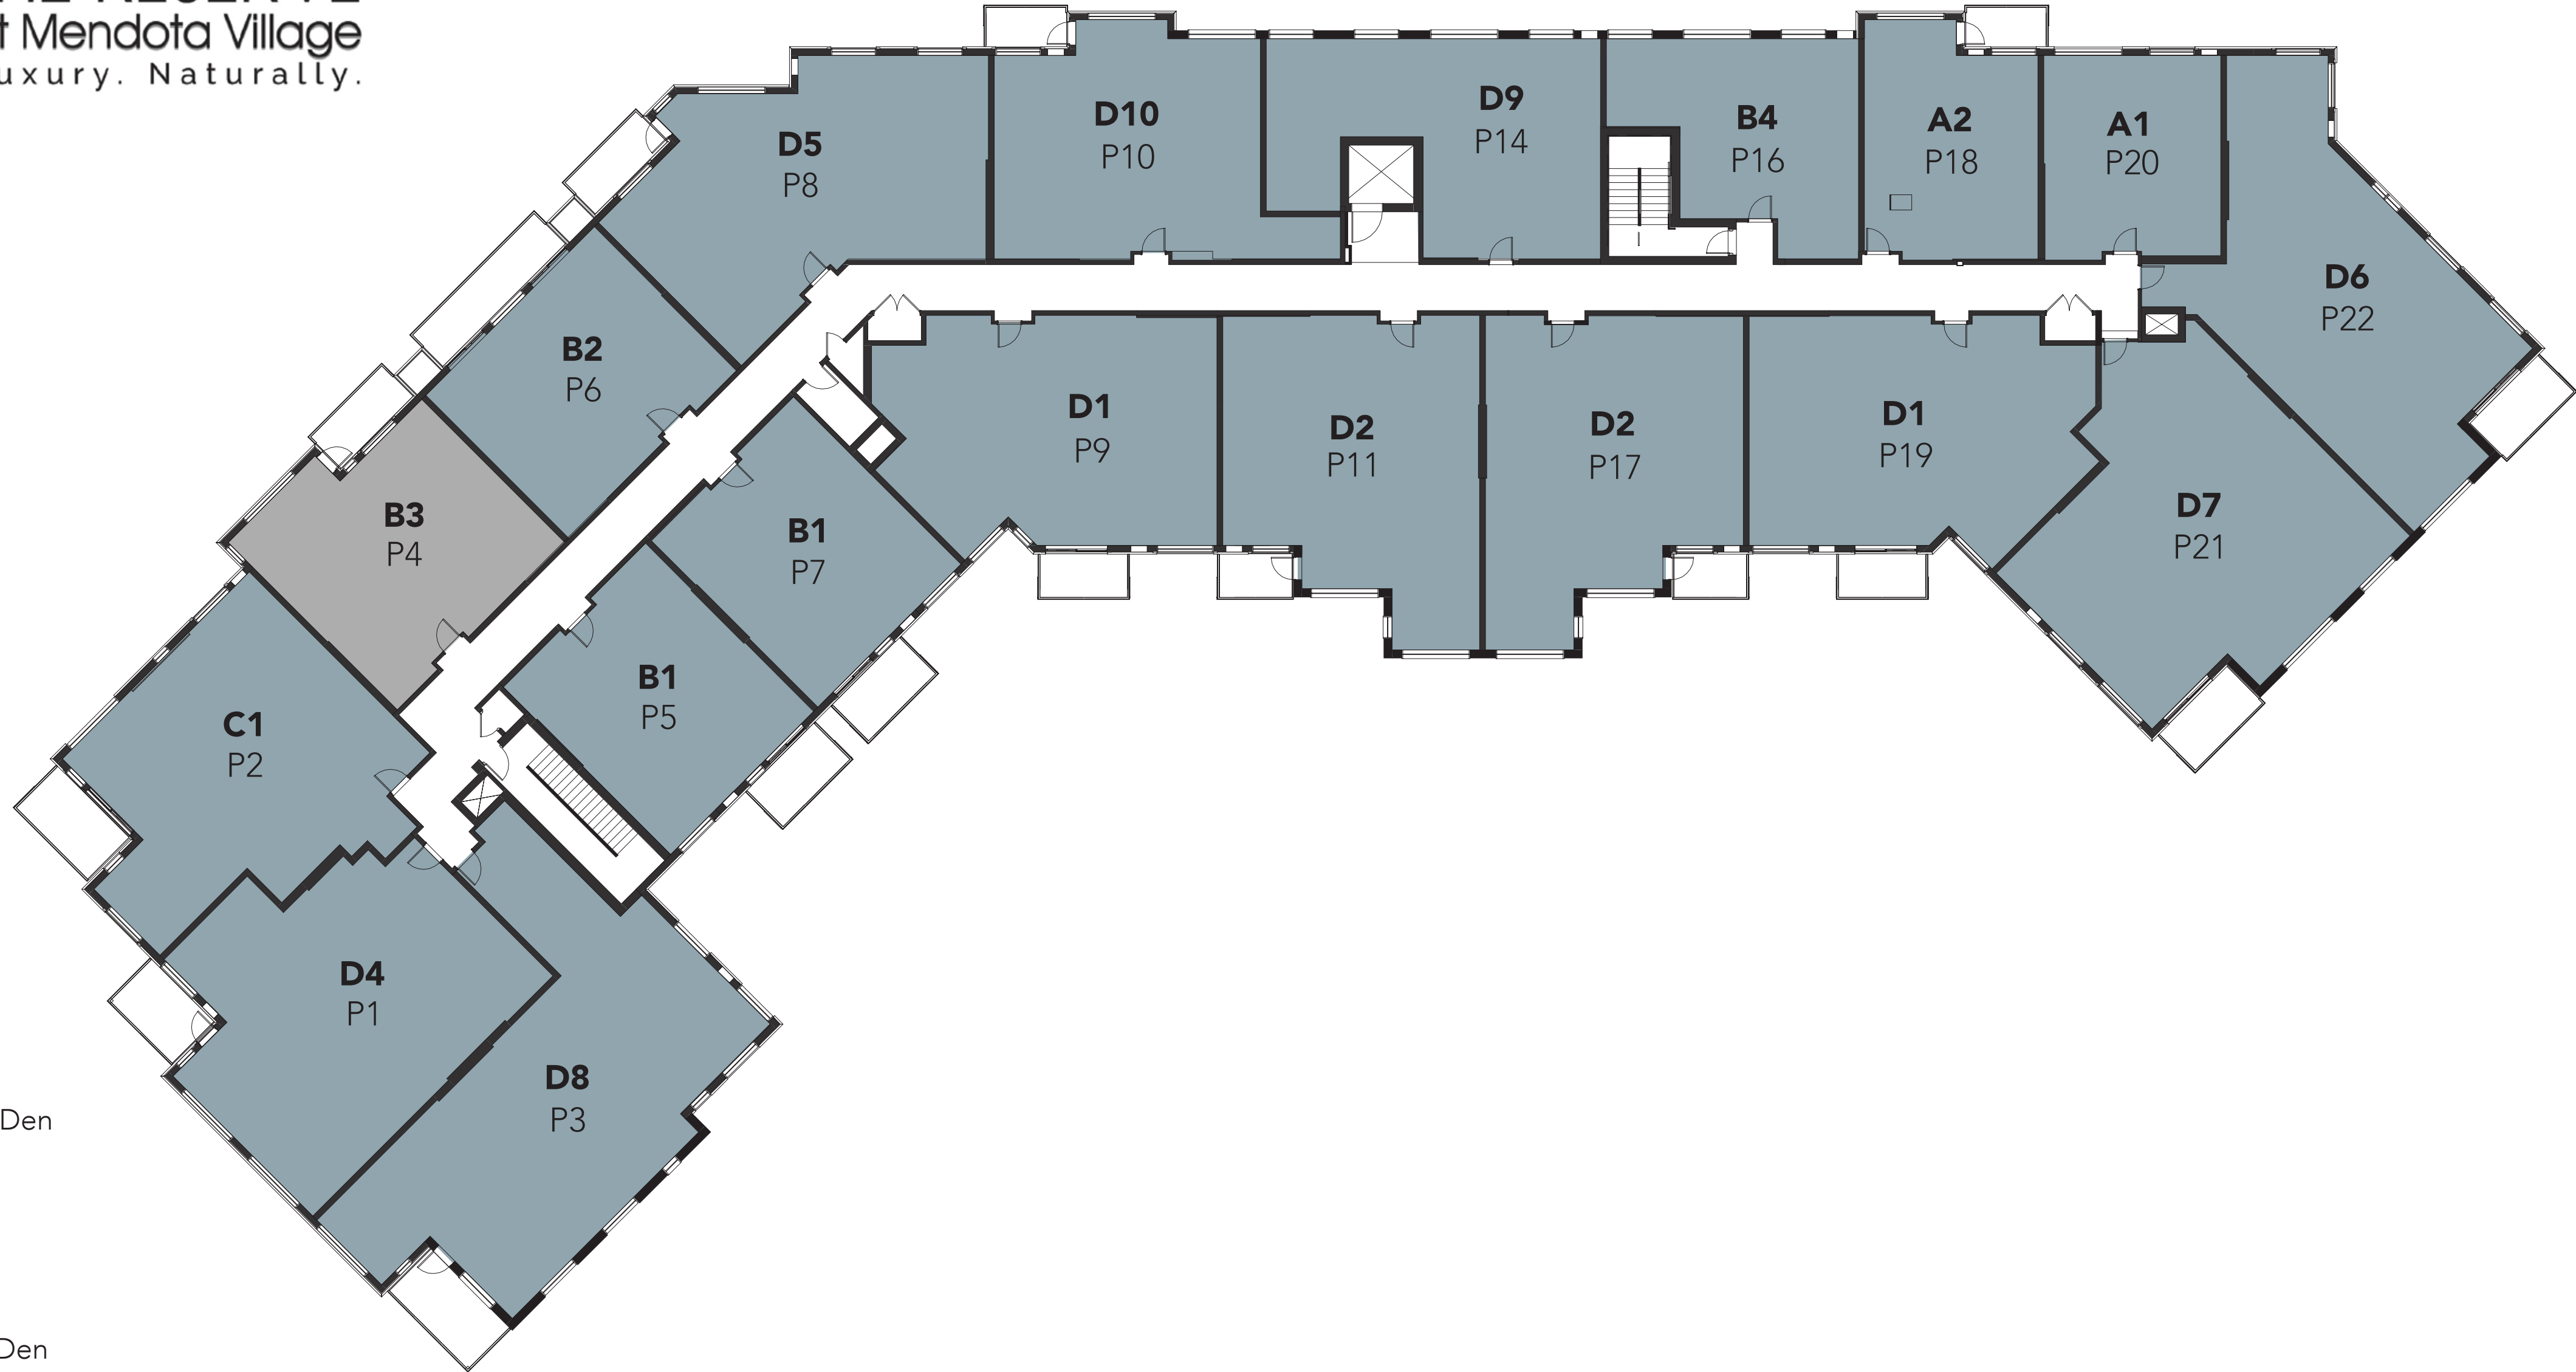 t Mendota Village
uxury. Naturally.
D5
P8
D10
P10
D9
P14
B4
P16
A2
P18
A1
P20
D6
P22
B2
P6
B3
P4
B1
P7
B1
P5
D1
P9
D2
P11
D2
P17
D1
P19
D7
P21
C1
P2
D4
P1
D8
P3
Den
Den